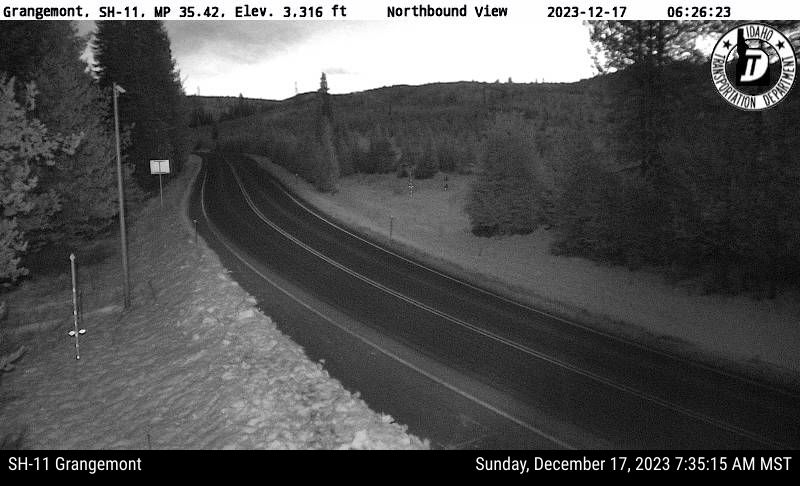 Grangemont, SH-11, MP 35.42, Elev. 3,316 ft Northbound View 2023-12-17 06:26:23
IDAHO
TRANSPORTATION DEPARTMENT
SH-11 Grangemont Sunday, December 17, 2023 7:35:15 AM MST